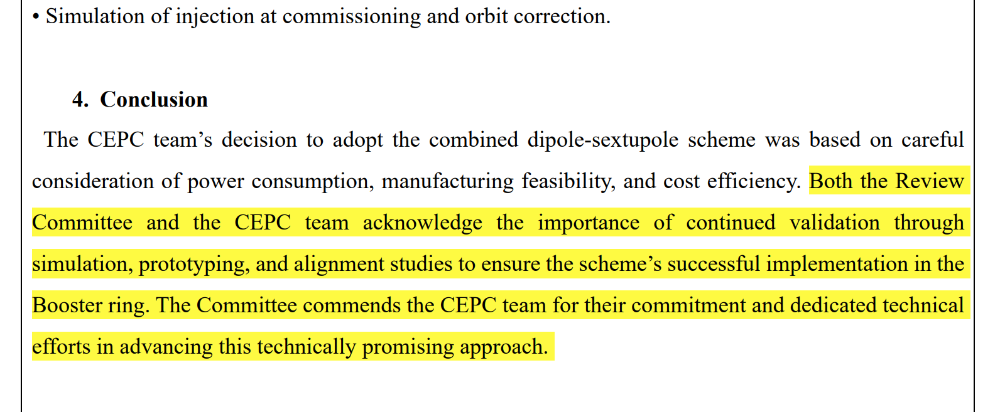 • Simulation of injection at commissioning and orbit correction.
4. Conclusion
The CEPC team’s decision to adopt the combined dipole-sextupole scheme was based on careful
consideration of power consumption, manufacturing feasibility, and cost efficiency. Both the Review
Committee and the CEPC team acknowledge the importance of continued validation through
simulation, prototyping, and alignment studies to ensure the scheme’s successful implementation in the
Booster ring. The Committee commends the CEPC team for their commitment and dedicated technical
efforts in advancing this technically promising approach.